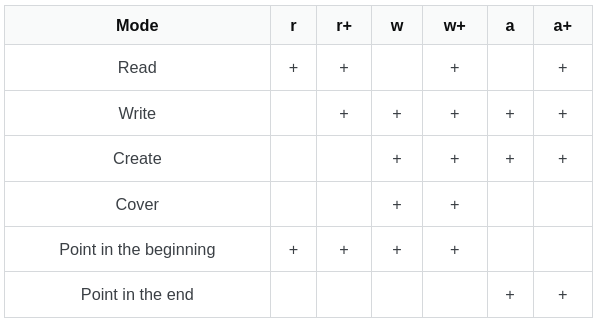 Mode r r+ w w+ a a+
Read + + + +
Write + + + + +
Create + + + +
Cover + +
Point in the beginning + + + +
Point in the end + +